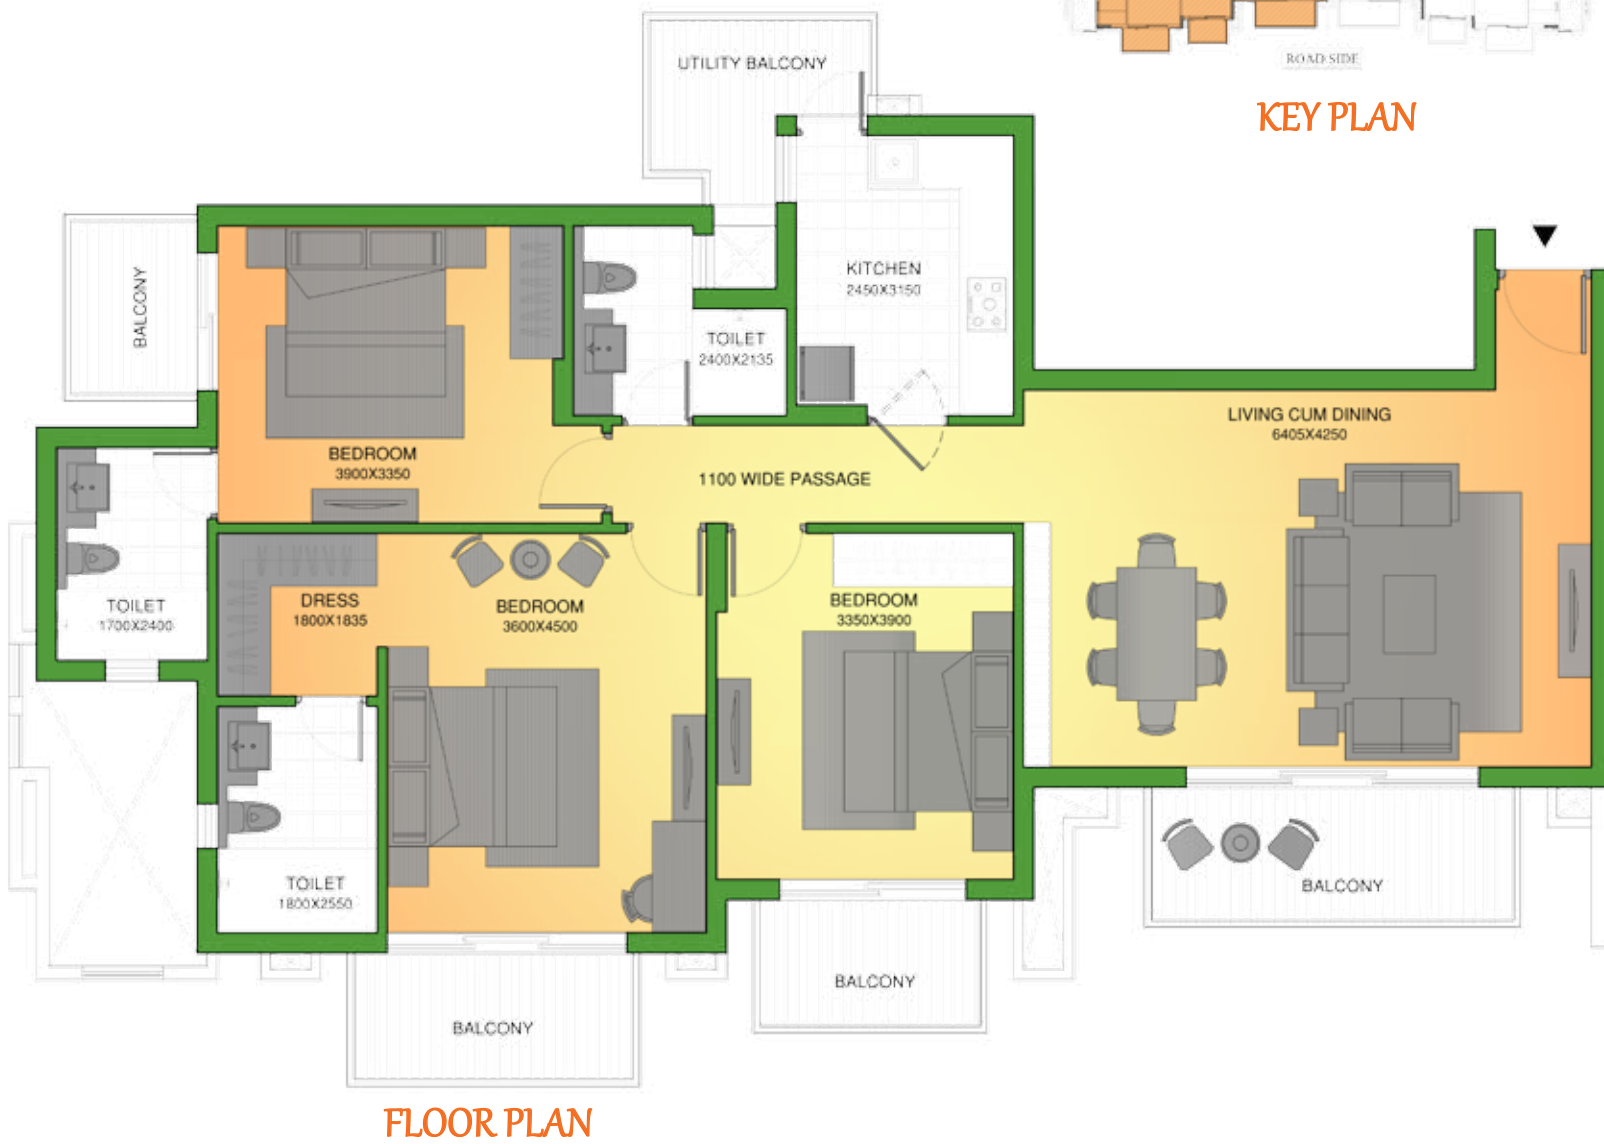 ROAD SIDE
KEY PLAN
UTILITY BALCONY
BALCONY
KITCHEN
2450X3150
TOILET
2400X2135
LIVING CUM DINING
6405X4250
BEDROOM
3900X3350
1100 WIDE PASSAGE
TOILET
1700X2400
DRESS
1800X1835
BEDROOM
3600X4500
BEDROOM
3350X3900
TOILET
1800X2550
BALCONY
BALCONY
BALCONY
FLOOR PLAN